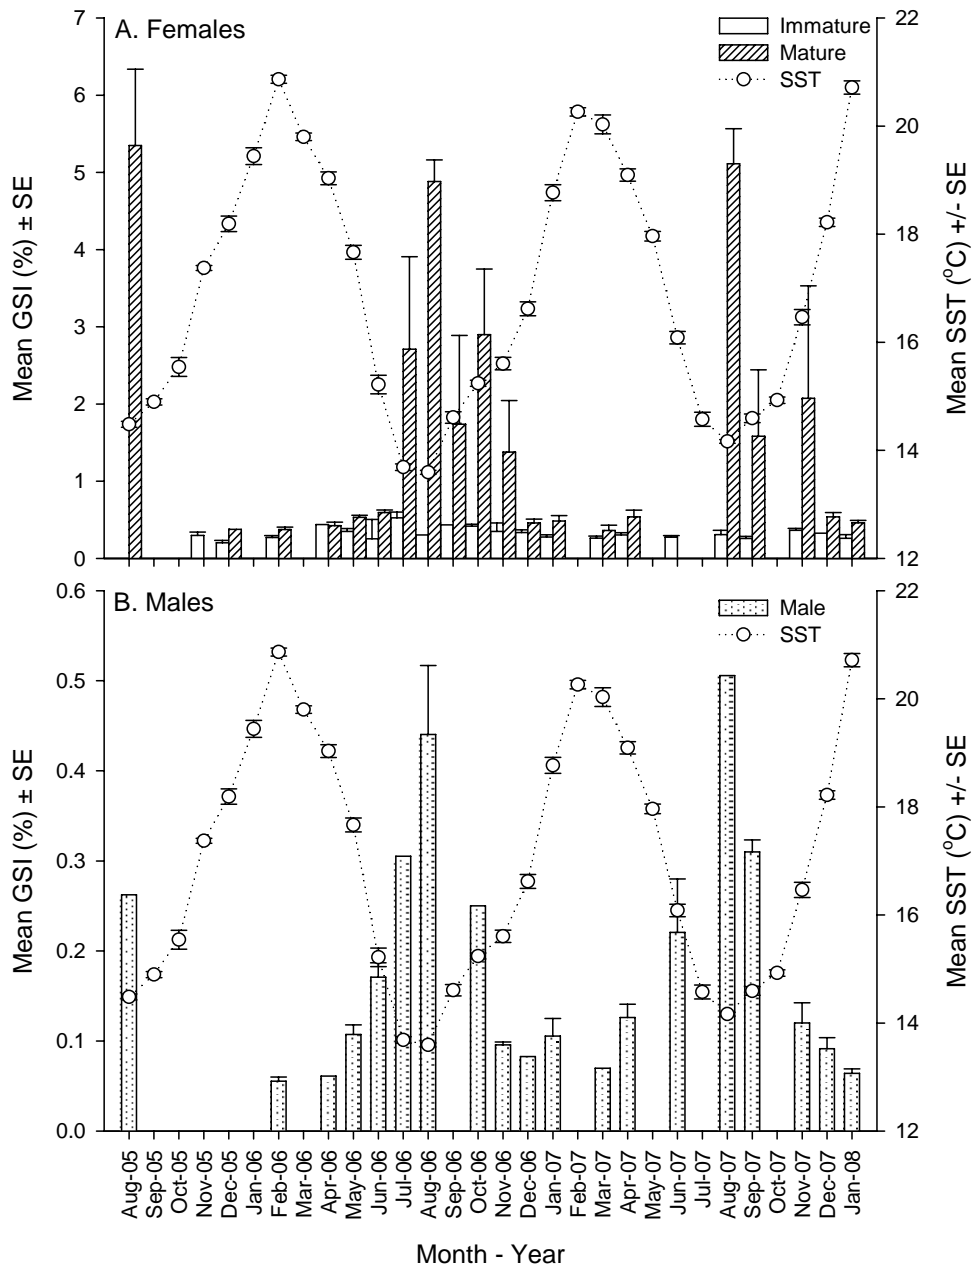 A. Females
Immature
Mature
SST
Mean GSI (%) ± SE
7
6
5
4
3
2
1
0
22
20
18
16
14
12
Mean SST (°C) +/- SE
B. Males
Male
SST
Mean GSI (%) ± SE
0.6
0.5
0.4
0.3
0.2
0.1
0.0
22
20
18
16
14
12
Mean SST (°C) +/- SE
Aug-05
Sep-05
Oct-05
Nov-05
Dec-05
Jan-06
Feb-06
Mar-06
Apr-06
May-06
Jun-06
Jul-06
Aug-06
Sep-06
Oct-06
Nov-06
Dec-06
Jan-07
Feb-07
Mar-07
Apr-07
May-07
Jun-07
Jul-07
Aug-07
Sep-07
Oct-07
Nov-07
Dec-07
Jan-08
Month - Year